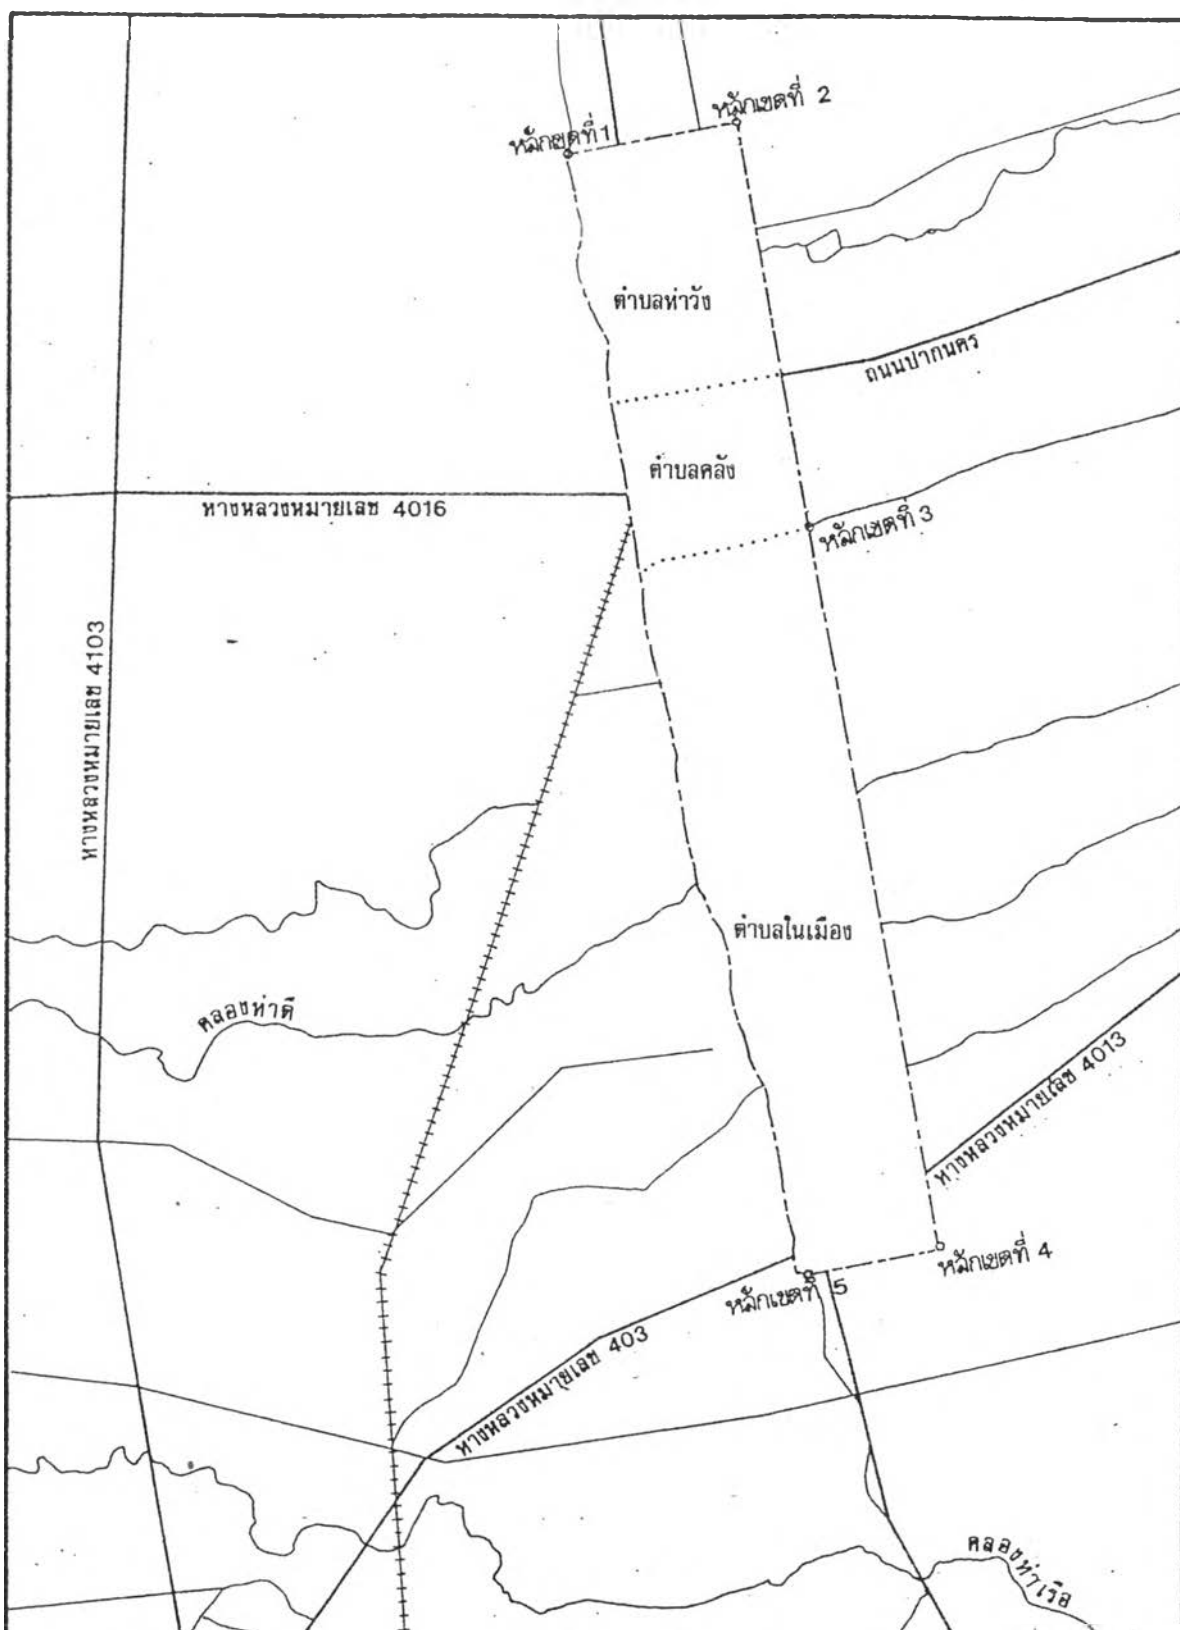 หลักเขตที่ 2
หลักเขตที่ 1
ตำบลท่าวัง
ถนนปากนคร
ตำบลคลัง
ทางหลวงหมายเลข 4016
หลักเขตที่ 3
ทางหลวงหมายเลข 4103
ตำบลในเมือง
คลองท่าดี
ทางหลวงหมายเลข 4013
หลักเขตที่ 4
หลักเขตที่ 5
ทางหลวงหมายเลข 403
คลองท่าเรือ